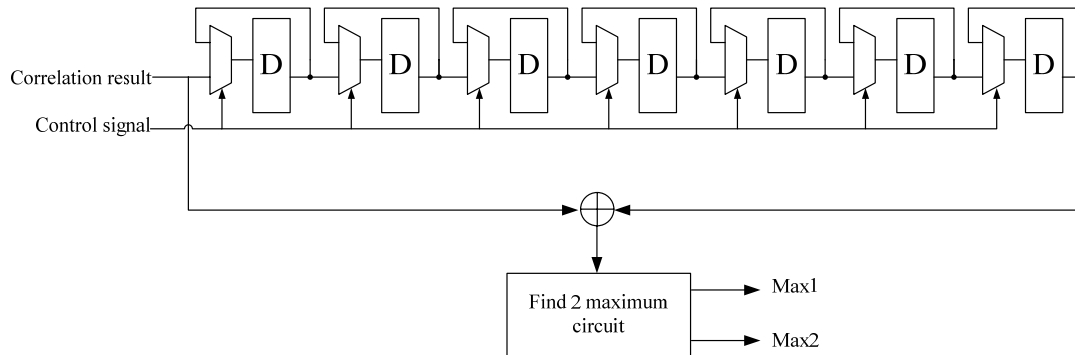 D D D D D D D
Correlation result
Control signal
Find 2 maximum
circuit
Max1
Max2